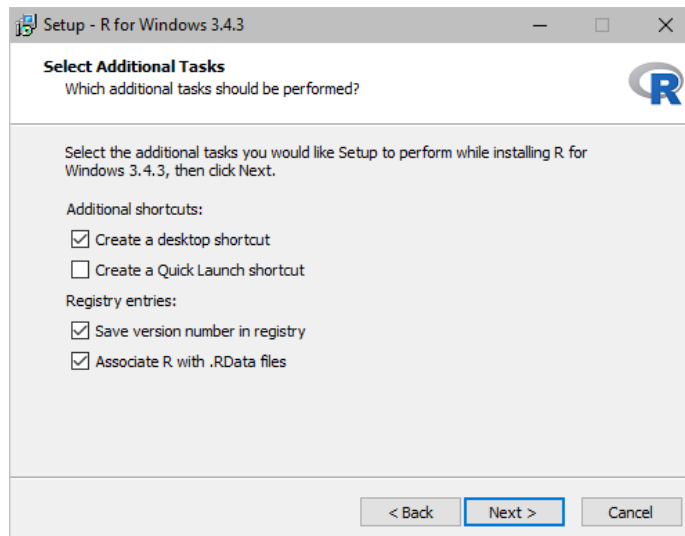 Setup - R for Windows 3.4.3
Select Additional Tasks
Which additional tasks should be performed?
R
Select the additional tasks you would like Setup to perform while installing R for
Windows 3.4.3, then click Next.
Additional shortcuts:
Create a desktop shortcut
Create a Quick Launch shortcut
Registry entries:
Save version number in registry
Associate R with .RData files
< Back Next > Cancel